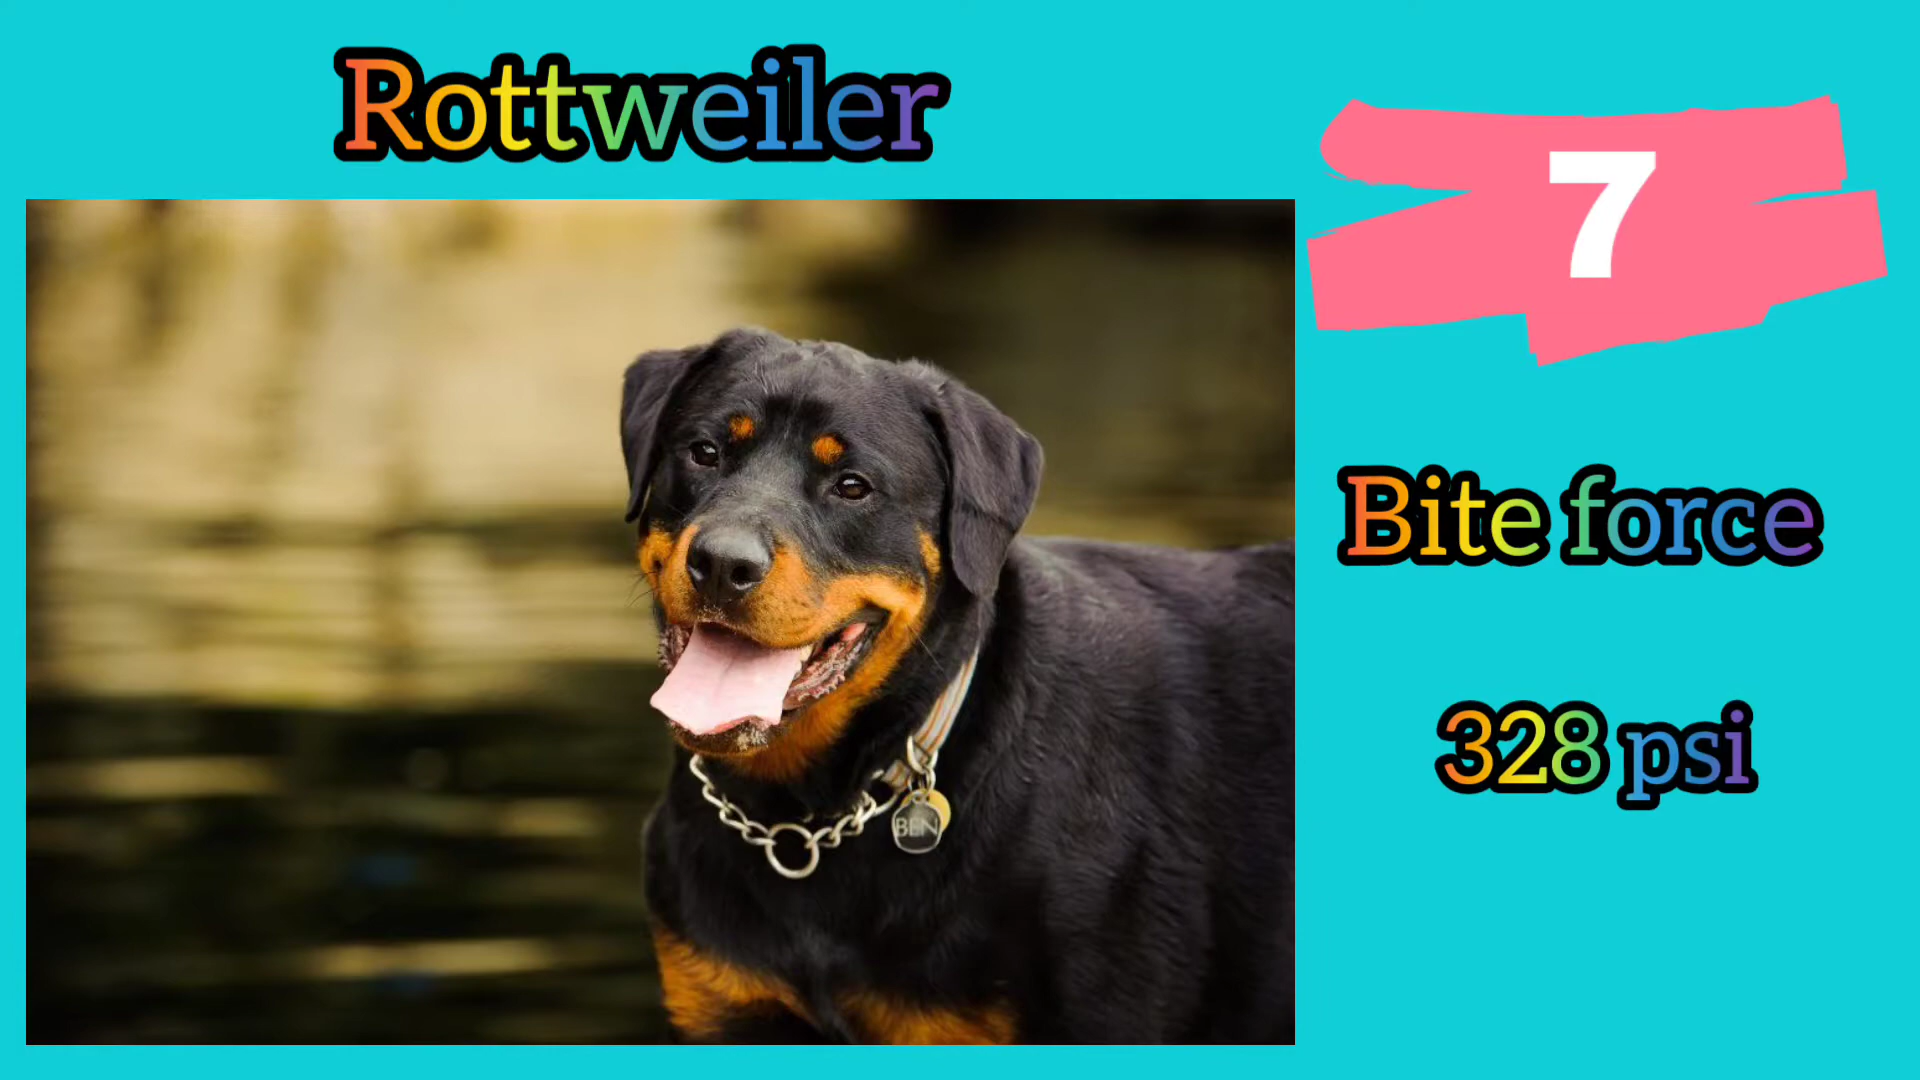 Rottweiler
7
Bite force
328 psi
BEN